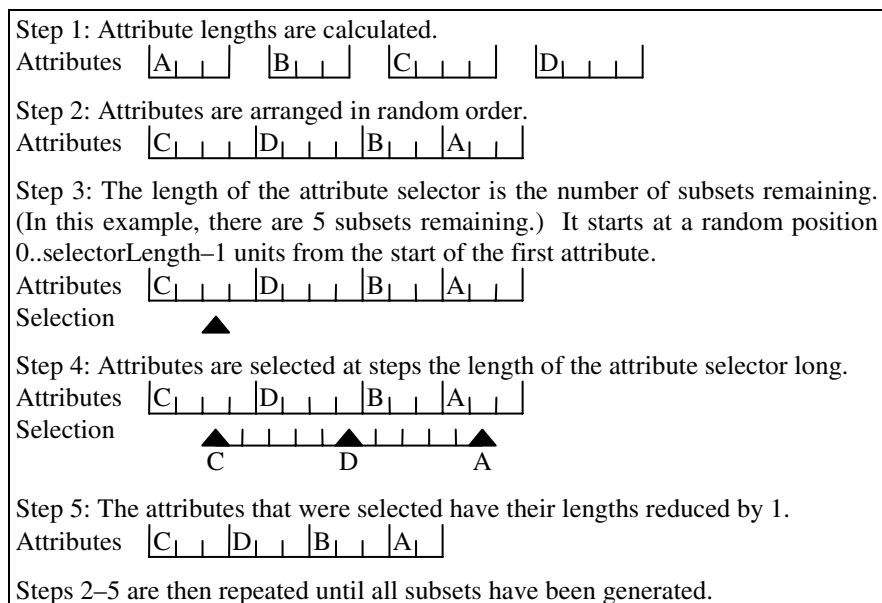 Step 1: Attribute lengths are calculated.
Attributes A B C D
Step 2: Attributes are arranged in random order.
Attributes C D B A
Step 3: The length of the attribute selector is the number of subsets remaining.
(In this example, there are 5 subsets remaining.) It starts at a random position
0..selectorLength–1 units from the start of the first attribute.
Attributes C D B A
Selection
Step 4: Attributes are selected at steps the length of the attribute selector long.
Attributes C D B A
Selection
C D A
Step 5: The attributes that were selected have their lengths reduced by 1.
Attributes C D B A
Steps 2–5 are then repeated until all subsets have been generated.